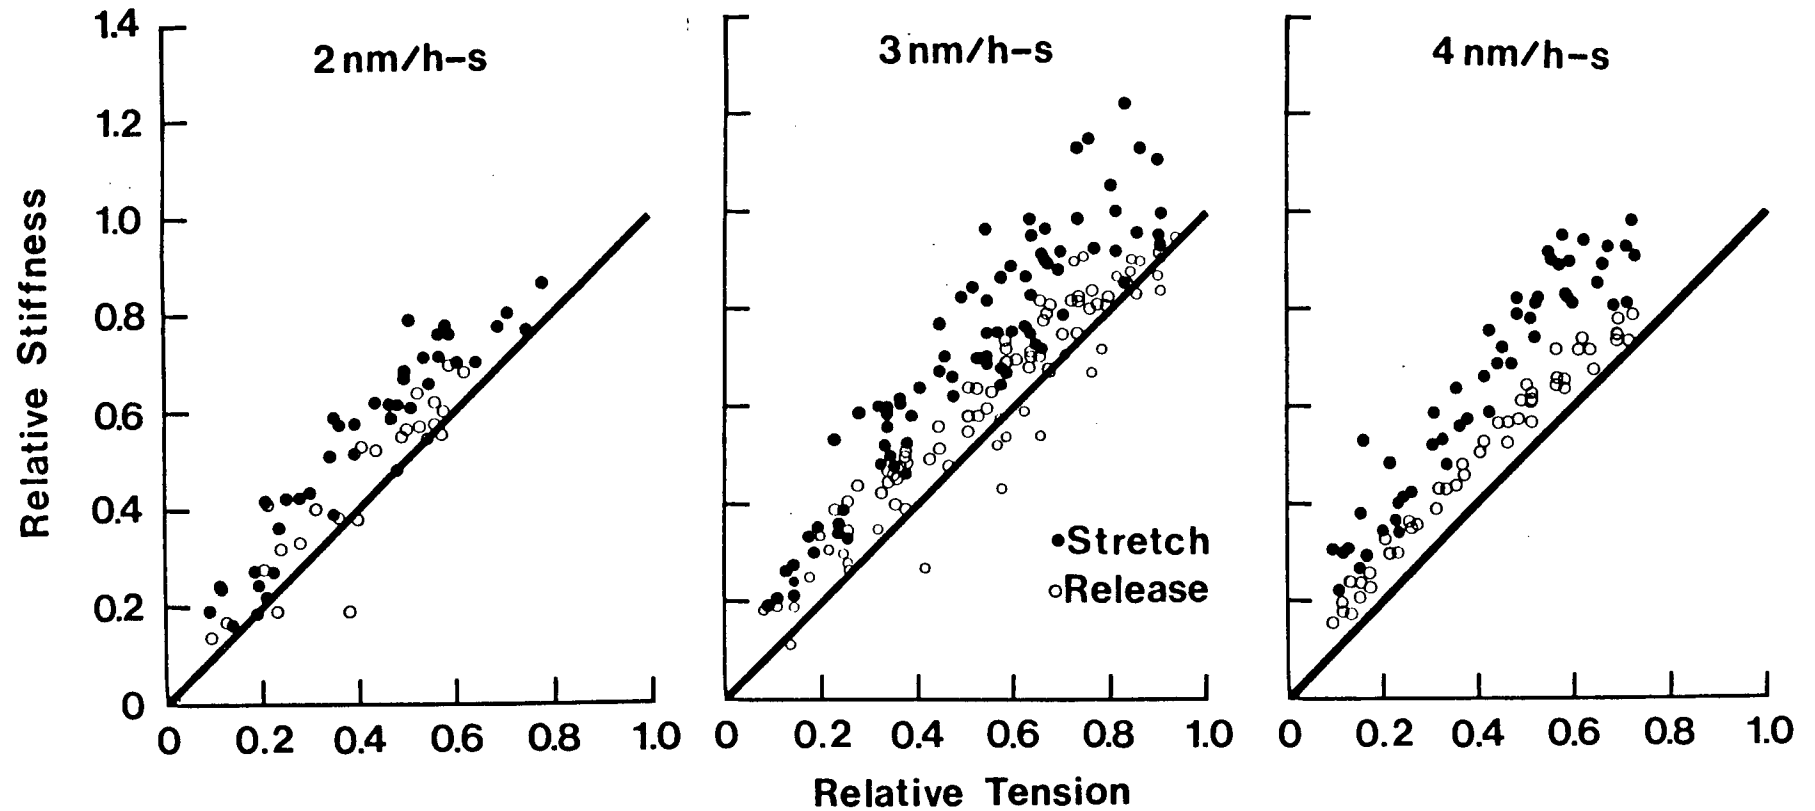 2 nm/h-s
3 nm/h-s
4 nm/h-s
1.4
1.2
1.0
0.8
0.6
0.4
0.2
0
Relative Stiffness
•Stretch
○Release
0 0.2 0.4 0.6 0.8 1.0
0 0.2 0.4 0.6 0.8 1.0
0 0.2 0.4 0.6 0.8 1.0
Relative Tension